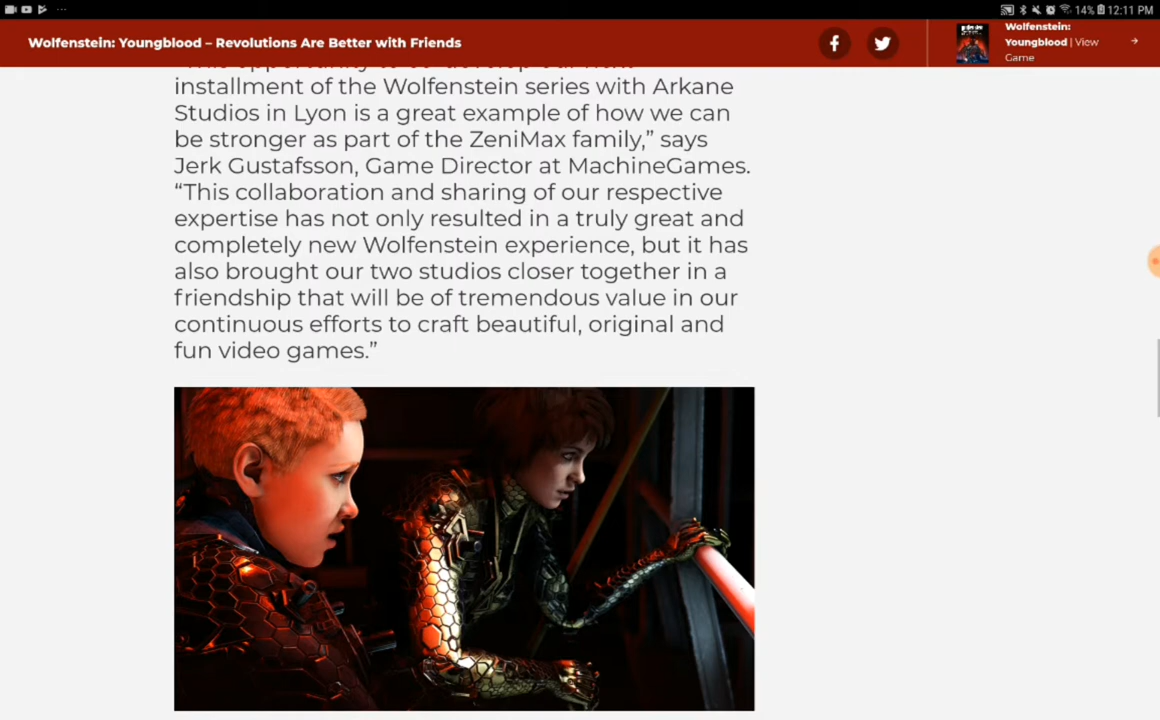 14% 12:11 PM
Wolfenstein: Youngblood – Revolutions Are Better with Friends
Wolfenstein:
Youngblood | View
Game
installment of the Wolfenstein series with Arkane
Studios in Lyon is a great example of how we can
be stronger as part of the ZeniMax family,” says
Jerk Gustafsson, Game Director at MachineGames.
“This collaboration and sharing of our respective
expertise has not only resulted in a truly great and
completely new Wolfenstein experience, but it has
also brought our two studios closer together in a
friendship that will be of tremendous value in our
continuous efforts to craft beautiful, original and
fun video games.”